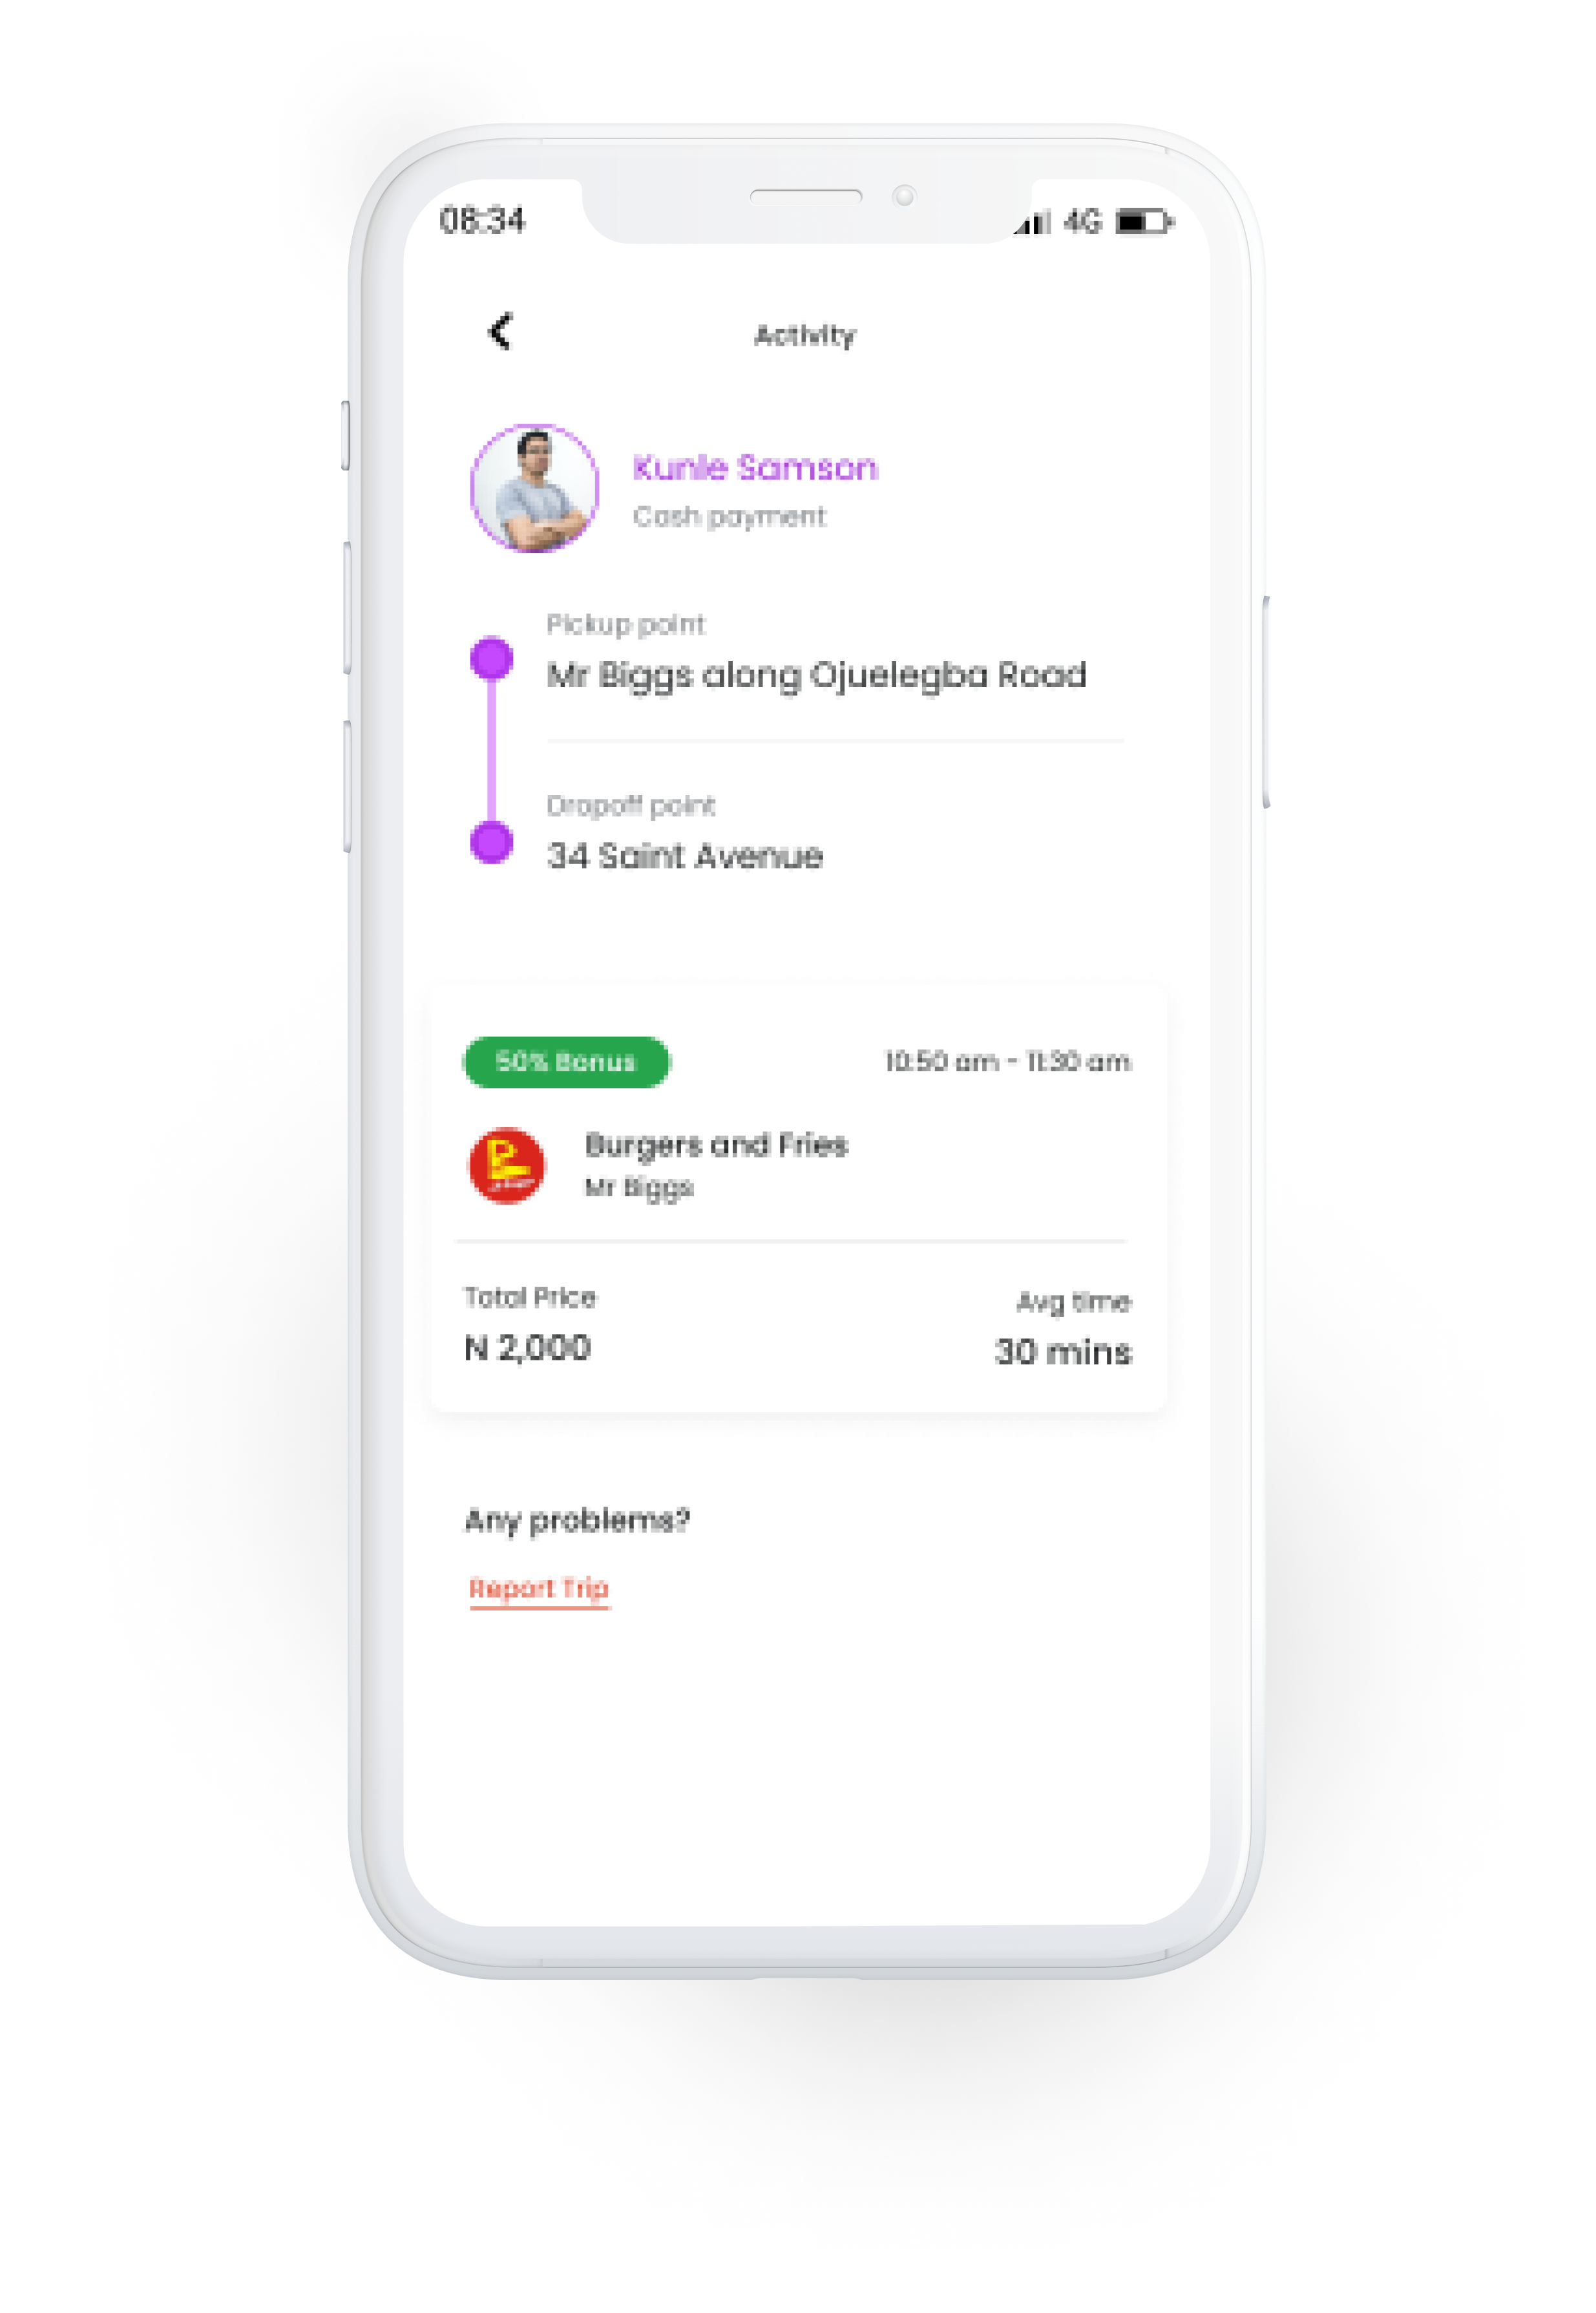 08:34
4G
Activity
Kunle Samson
Cash payment
Pickup point
Mr Biggs along Ojuelegba Road
Dropoff point
34 Saint Avenue
50% Bonus
10:50 am - 11:30 am
Burgers and Fries
Mr Biggs
Total Price
Avg time
N 2,000
30 mins
Any problems?
Report Trip